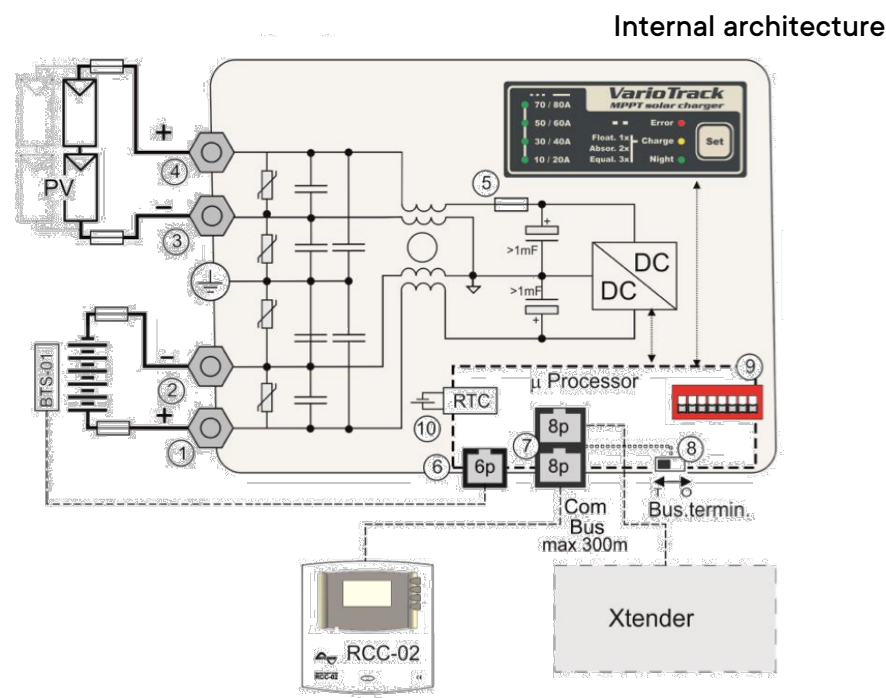 Internal architecture
VarioTrack
MPPT solar charger
70 / 80A
50 / 60A
Error
30 / 40A
Float. 1x
Absor. 2x
Equal. 3x
Charge
10 / 20A
Night
Set
+
4
PV
-
3
5
+
>1mF
>1mF
+
DC
DC
BTS-01
-
2
+
1
μ Processor
9
RTC
10
7
8p
8p
6
6p
8
T
O
Bus.termin.
Com
Bus
max 300m
Xtender
RCC-02
RCC-02